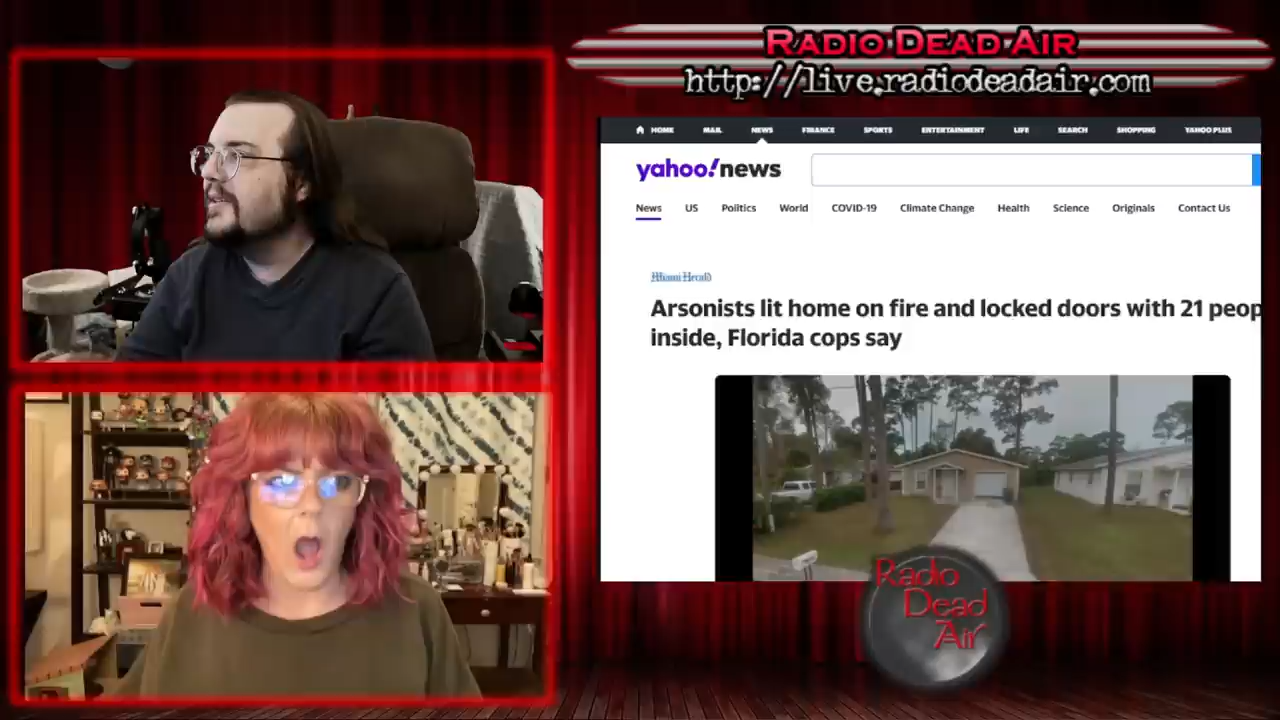 Radio Dead Air
http://live.radiodeadair.com
HOME MAIL NEWS FINANCE SPORTS ENTERTAINMENT LIFE SEARCH SHOPPING YAHOO PLUS
yahoo!news
News US Politics World COVID-19 Climate Change Health Science Originals Contact Us
Miami Herald
Arsonists lit home on fire and locked doors with 21 peop
inside, Florida cops say
Radio
Dead
Air